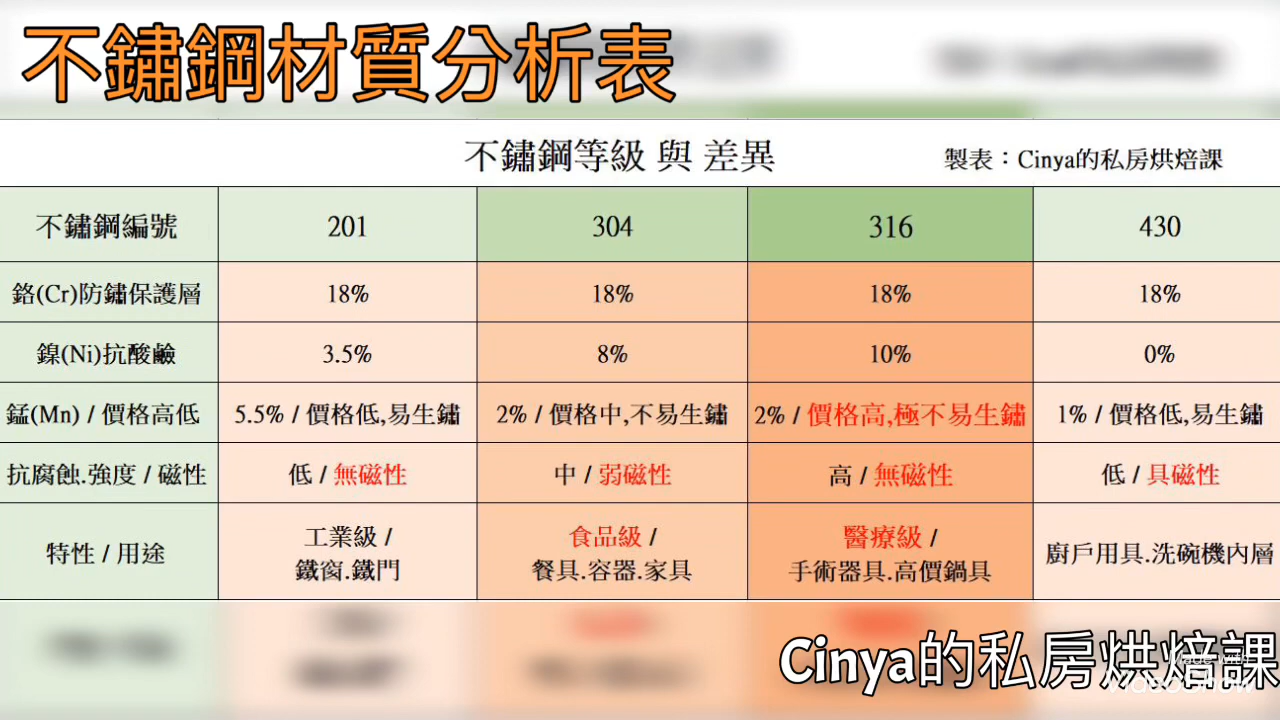 不鏽鋼材質分析表
不鏽鋼等級 與 差異
製表：Cinya的私房烘焙課
不鏽鋼編號 201 304 316 430
鉻(Cr)防鏽保護層 18% 18% 18% 18%
鎳(Ni)抗酸鹼 3.5% 8% 10% 0%
錳(Mn) / 價格高低 5.5% / 價格低,易生鏽 2% / 價格中,不易生鏽 2% / 價格高,極不易生鏽 1% / 價格低,易生鏽
抗腐蝕.強度 / 磁性 低 / 無磁性 中 / 弱磁性 高 / 無磁性 低 / 具磁性
特性 / 用途 工業級 / 鐵窗.鐵門 食品級 / 餐具.容器.家具 醫療級 / 手術器具.高價鍋具 廚戶用具.洗碗機內層
Cinya的私房烘焙課
Made with
VideoShow